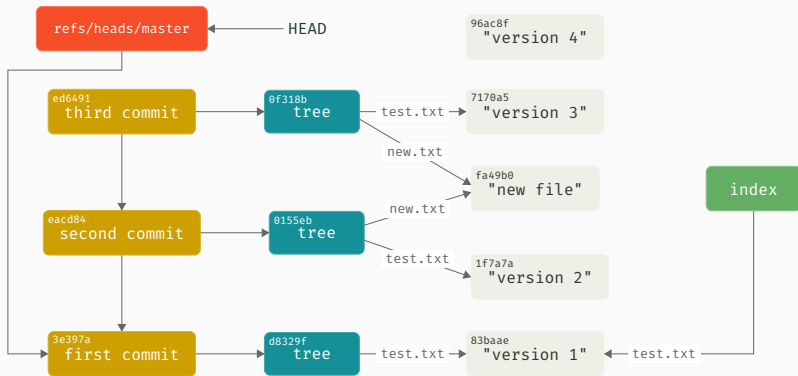 refs/heads/master
HEAD
96ac8f
"version 4"
ed6491
third commit
0f318b
tree
test.txt
7170a5
"version 3"
new.txt
fa49b0
"new file"
index
eacd84
second commit
0155eb
tree
new.txt
test.txt
1f7a7a
"version 2"
3e397a
first commit
d8329f
tree
test.txt
83baae
"version 1"
test.txt